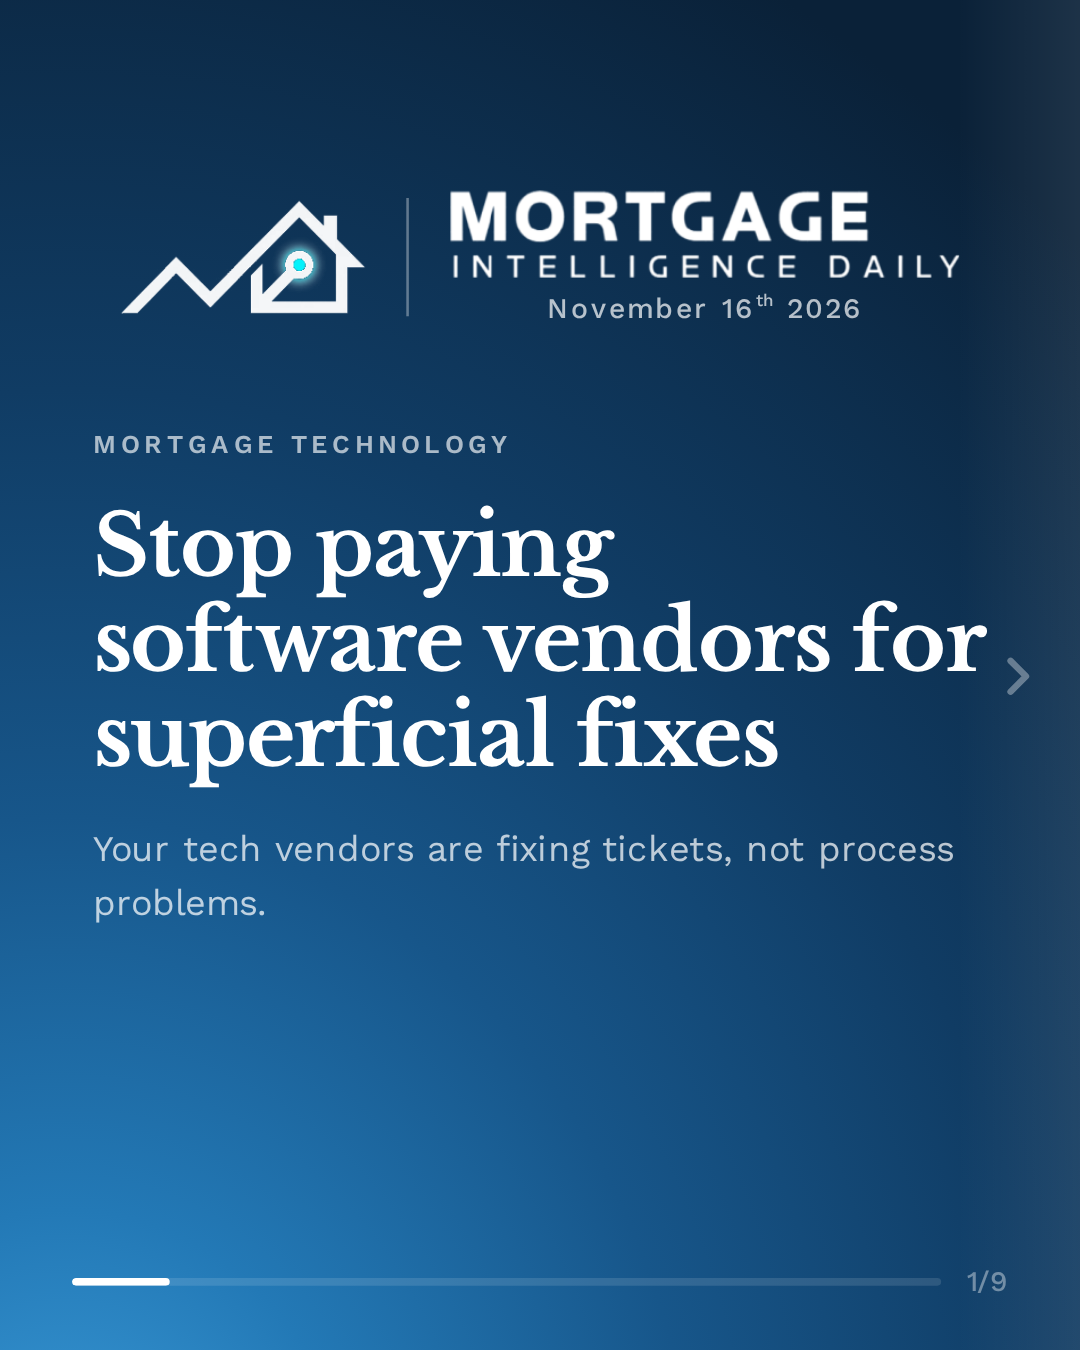 MORTGAGE
INTELLIGENCE DAILY
November 16th 2026
MORTGAGE TECHNOLOGY
Stop paying
software vendors for
superficial fixes
Your tech vendors are fixing tickets, not process
problems.
1/9